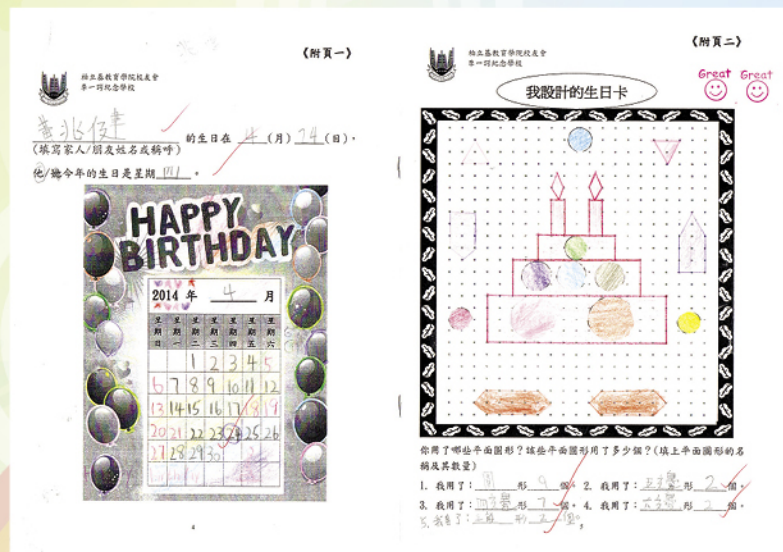 《附頁一》
柏立基教育學院校友會
李一諤紀念學校
黃兆俊 的生日在 4 (月) 24 (日)。
(填寫家人/朋友姓名或稱呼)
他/她今年的生日是星期 四 。
HAPPY
BIRTHDAY
2014 年 4 月
星期日 星期一 星期二 星期三 星期四 星期五 星期六
1 2 3 4 5
6 7 8 9 10 11 12
13 14 15 16 17 18 19
20 21 22 23 24 25 26
27 28 29 30
4
《附頁二》
柏立基教育學院校友會
李一諤紀念學校
Great Great
我設計的生日卡
你用了哪些平面圖形？該些平面圖形用了多少個？(填上平面圖形的名
稱及其數量)
1. 我用了： 圓 形 9 個。 2. 我用了： 五邊 形 2 個。
3. 我用了： 四邊 形 7 個。 4. 我用了： 六邊 形 2 個。
5. 我用了：三角 形 2 個。
5